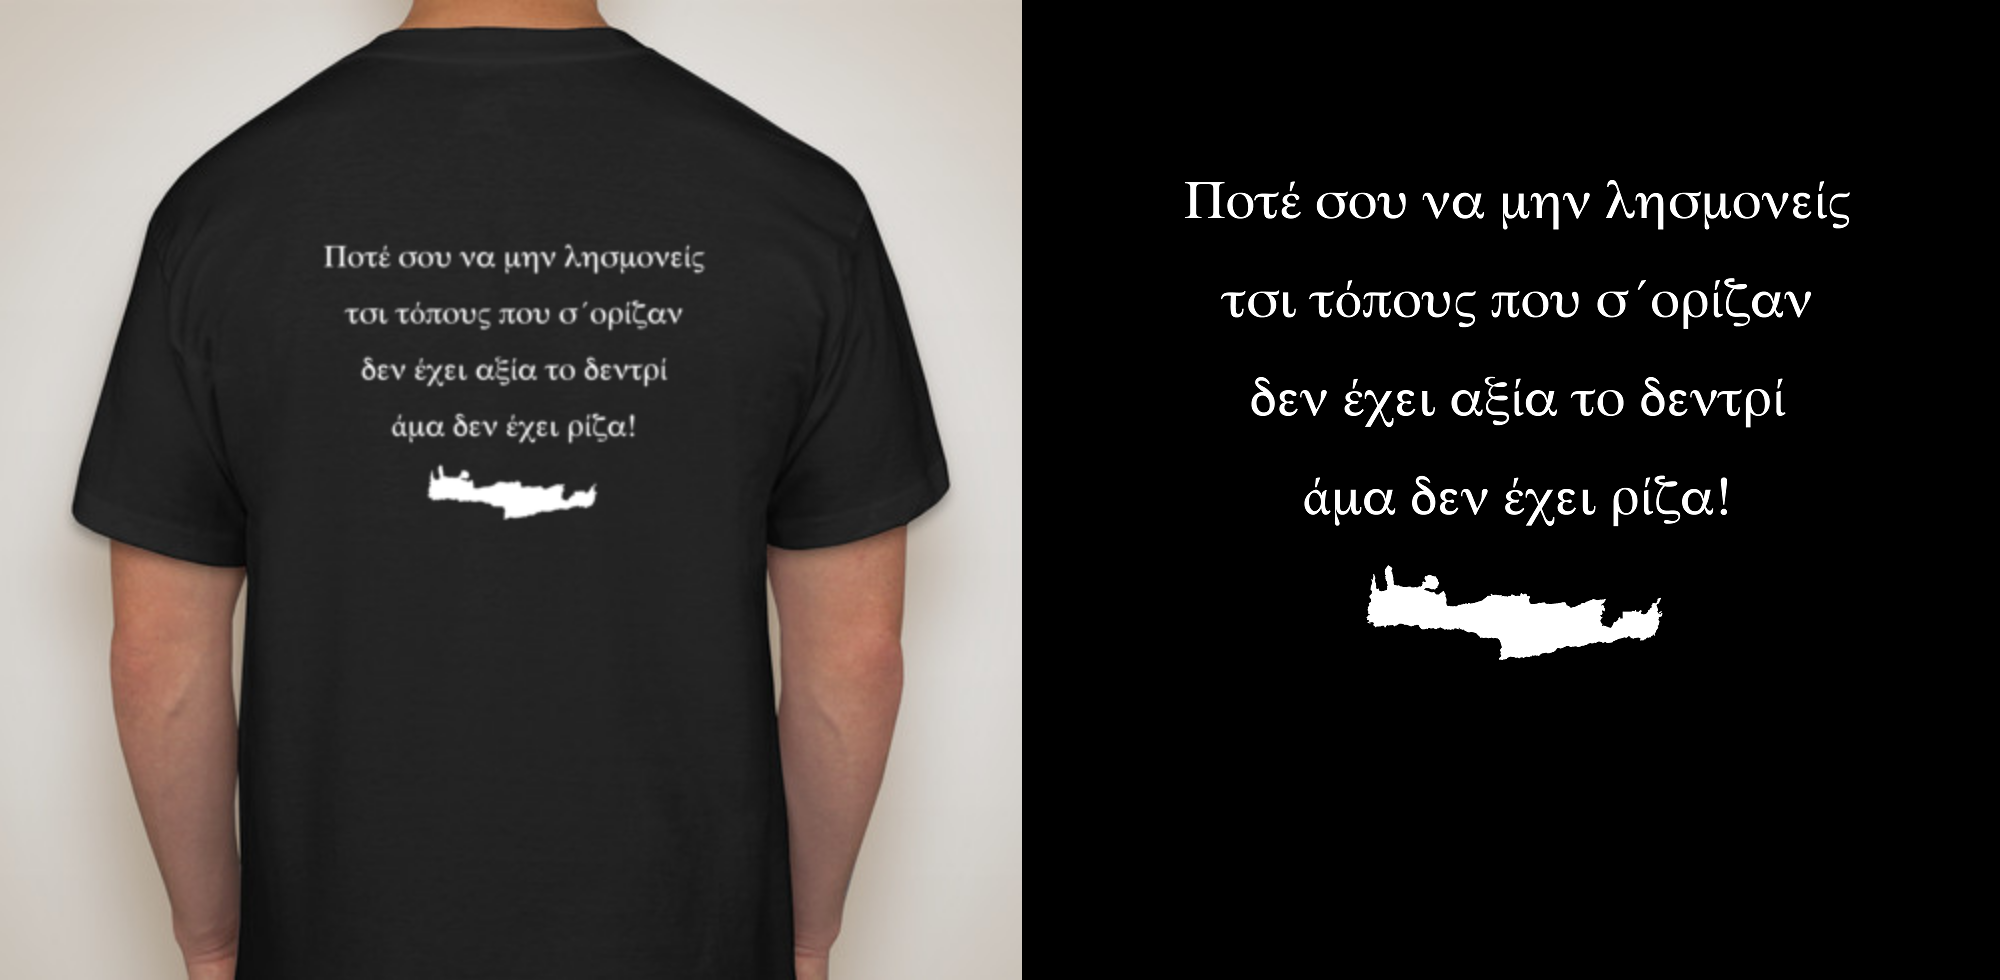 Ποτέ σου να μην λησμονείς
τσι τόπους που σ΄ορίζαν
δεν έχει αξία το δεντρί
άμα δεν έχει ρίζα!
Ποτέ σου να μην λησμονείς
τσι τόπους που σ΄ορίζαν
δεν έχει αξία το δεντρί
άμα δεν έχει ρίζα!